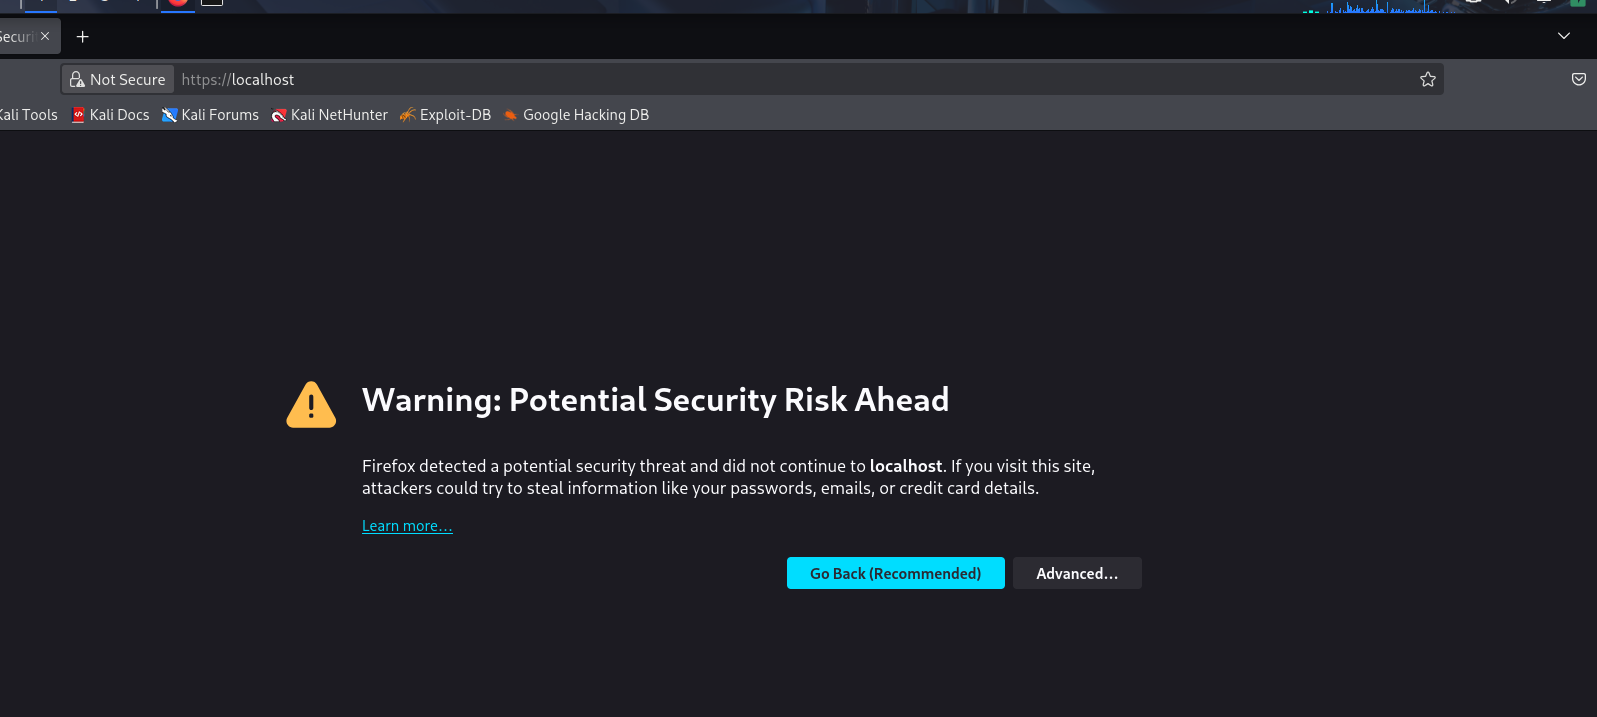 Securi
Not Secure https://localhost
Kali Tools Kali Docs Kali Forums Kali NetHunter Exploit-DB Google Hacking DB
Warning: Potential Security Risk Ahead
Firefox detected a potential security threat and did not continue to localhost. If you visit this site,
attackers could try to steal information like your passwords, emails, or credit card details.
Learn more…
Go Back (Recommended) Advanced…